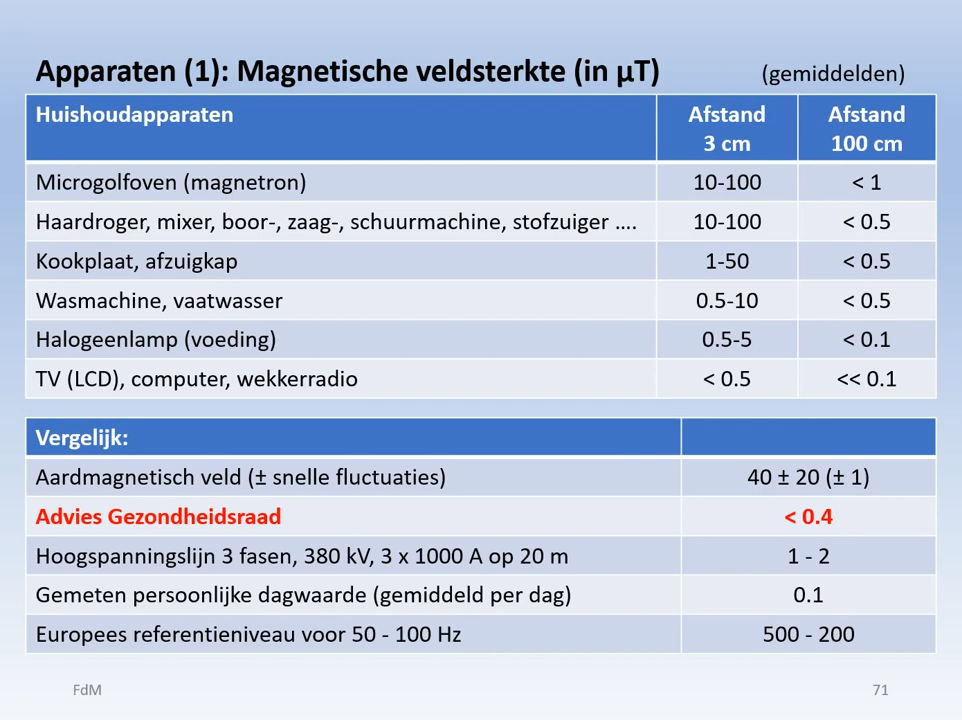 Apparaten (1): Magnetische veldsterkte (in µT) (gemiddelden)
Huishoudapparaten Afstand 3 cm Afstand 100 cm
Microgolfoven (magnetron) 10-100 < 1
Haardroger, mixer, boor-, zaag-, schuurmachine, stofzuiger .... 10-100 < 0.5
Kookplaat, afzuigkap 1-50 < 0.5
Wasmachine, vaatwasser 0.5-10 < 0.5
Halogeenlamp (voeding) 0.5-5 < 0.1
TV (LCD), computer, wekkerradio < 0.5 << 0.1
Vergelijk:
Aardmagnetisch veld (± snelle fluctuaties) 40 ± 20 (± 1)
Advies Gezondheidsraad < 0.4
Hoogspanningslijn 3 fasen, 380 kV, 3 x 1000 A op 20 m 1 - 2
Gemeten persoonlijke dagwaarde (gemiddeld per dag) 0.1
Europees referentieniveau voor 50 - 100 Hz 500 - 200
FdM 71